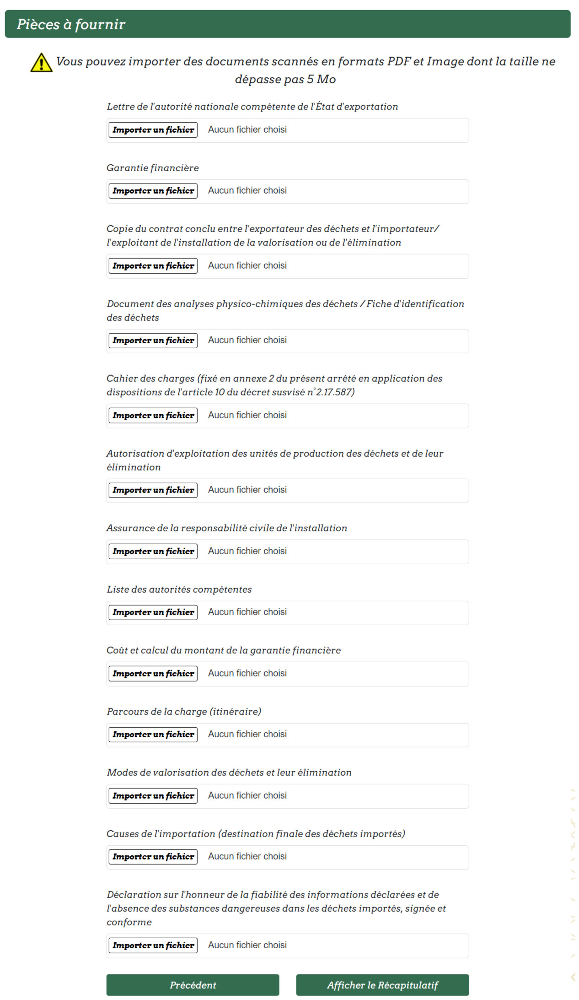 Pièces à fournir
Vous pouvez importer des documents scannés en formats PDF et Image dont la taille ne
dépasse pas 5 Mo
Lettre de l'autorité nationale compétente de l'État d'exportation
Importer un fichier Aucun fichier choisi
Garantie financière
Importer un fichier Aucun fichier choisi
Copie du contrat conclu entre l'exportateur des déchets et l'importateur/
l'exploitant de l'installation de la valorisation ou de l'élimination
Importer un fichier Aucun fichier choisi
Document des analyses physico-chimiques des déchets / Fiche d'identification
des déchets
Importer un fichier Aucun fichier choisi
Cahier des charges (fixé en annexe 2 du présent arrêté en application des
dispositions de l'article 10 du décret susvisé n°2.17.587)
Importer un fichier Aucun fichier choisi
Autorisation d'exploitation des unités de production des déchets et de leur
élimination
Importer un fichier Aucun fichier choisi
Assurance de la responsabilité civile de l'installation
Importer un fichier Aucun fichier choisi
Liste des autorités compétentes
Importer un fichier Aucun fichier choisi
Coût et calcul du montant de la garantie financière
Importer un fichier Aucun fichier choisi
Parcours de la charge (itinéraire)
Importer un fichier Aucun fichier choisi
Modes de valorisation des déchets et leur élimination
Importer un fichier Aucun fichier choisi
Causes de l'importation (destination finale des déchets importés)
Importer un fichier Aucun fichier choisi
Déclaration sur l'honneur de la fiabilité des informations déclarées et de
l'absence des substances dangereuses dans les déchets importés, signée et
conforme
Importer un fichier Aucun fichier choisi
Précédent Afficher le Récapitulatif